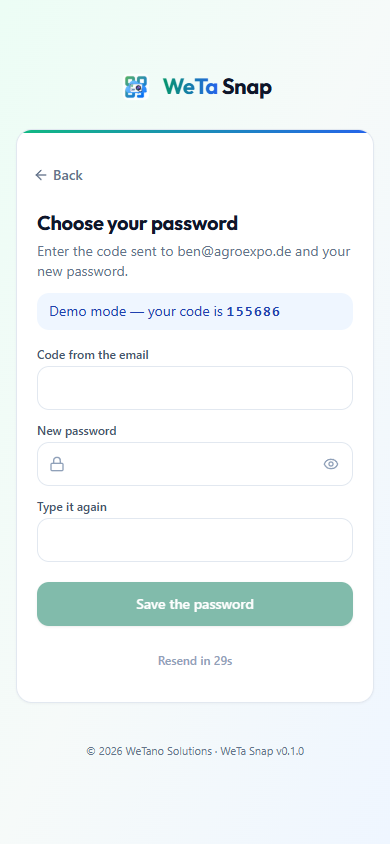 WeTa Snap
Back
Choose your password
Enter the code sent to ben@agroexpo.de and your
new password.
Demo mode — your code is 155686
Code from the email
New password
Type it again
Save the password
Resend in 29s
© 2026 WeTano Solutions · WeTa Snap v0.1.0